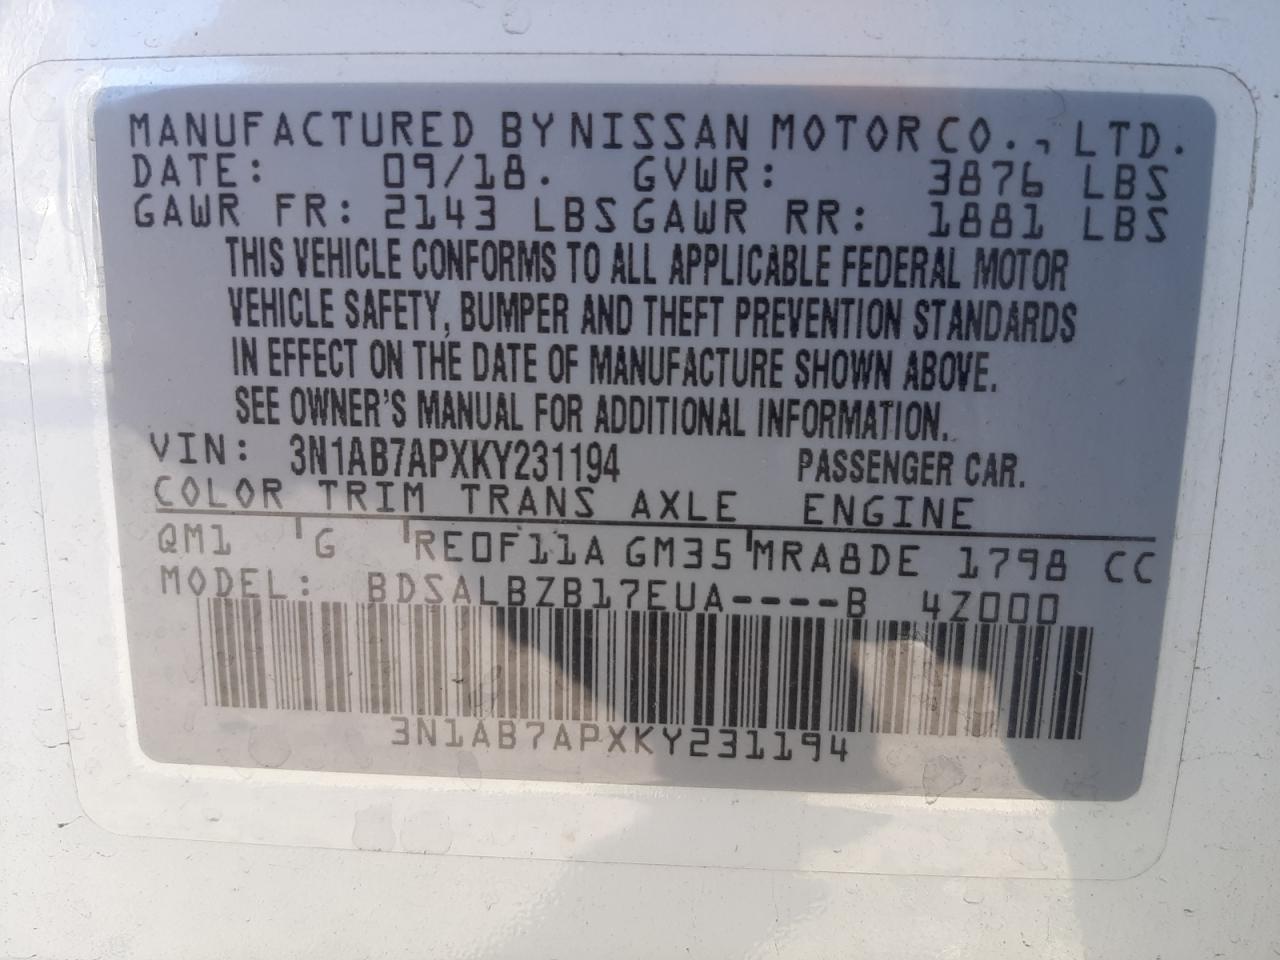 MANUFACTURED BY NISSAN MOTOR CO., LTD.
DATE: 09/18. GVWR: 3876 LBS
GAWR FR: 2143 LBS GAWR RR: 1881 LBS
THIS VEHICLE CONFORMS TO ALL APPLICABLE FEDERAL MOTOR
VEHICLE SAFETY, BUMPER AND THEFT PREVENTION STANDARDS
IN EFFECT ON THE DATE OF MANUFACTURE SHOWN ABOVE.
SEE OWNER'S MANUAL FOR ADDITIONAL INFORMATION.
VIN: 3N1AB7APXKY231194 PASSENGER CAR.
COLOR TRIM TRANS AXLE ENGINE
QM1 G RE0F11A GM35 MRA8DE 1798 CC
MODEL: BDSALBZB17EUA----B 4Z000
3N1AB7APXKY231194